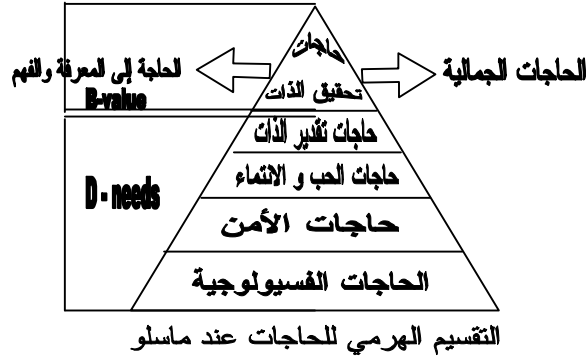 حاجات
تحقيق الذات
الحاجات الجمالية
الحاجة إلى المعرفة والفهم
B-value
حاجات تقدير الذات
حاجات الحب و الانتماء
D - needs
حاجات الأمن
الحاجات الفسيولوجية
التقسيم الهرمي للحاجات عند ماسلو